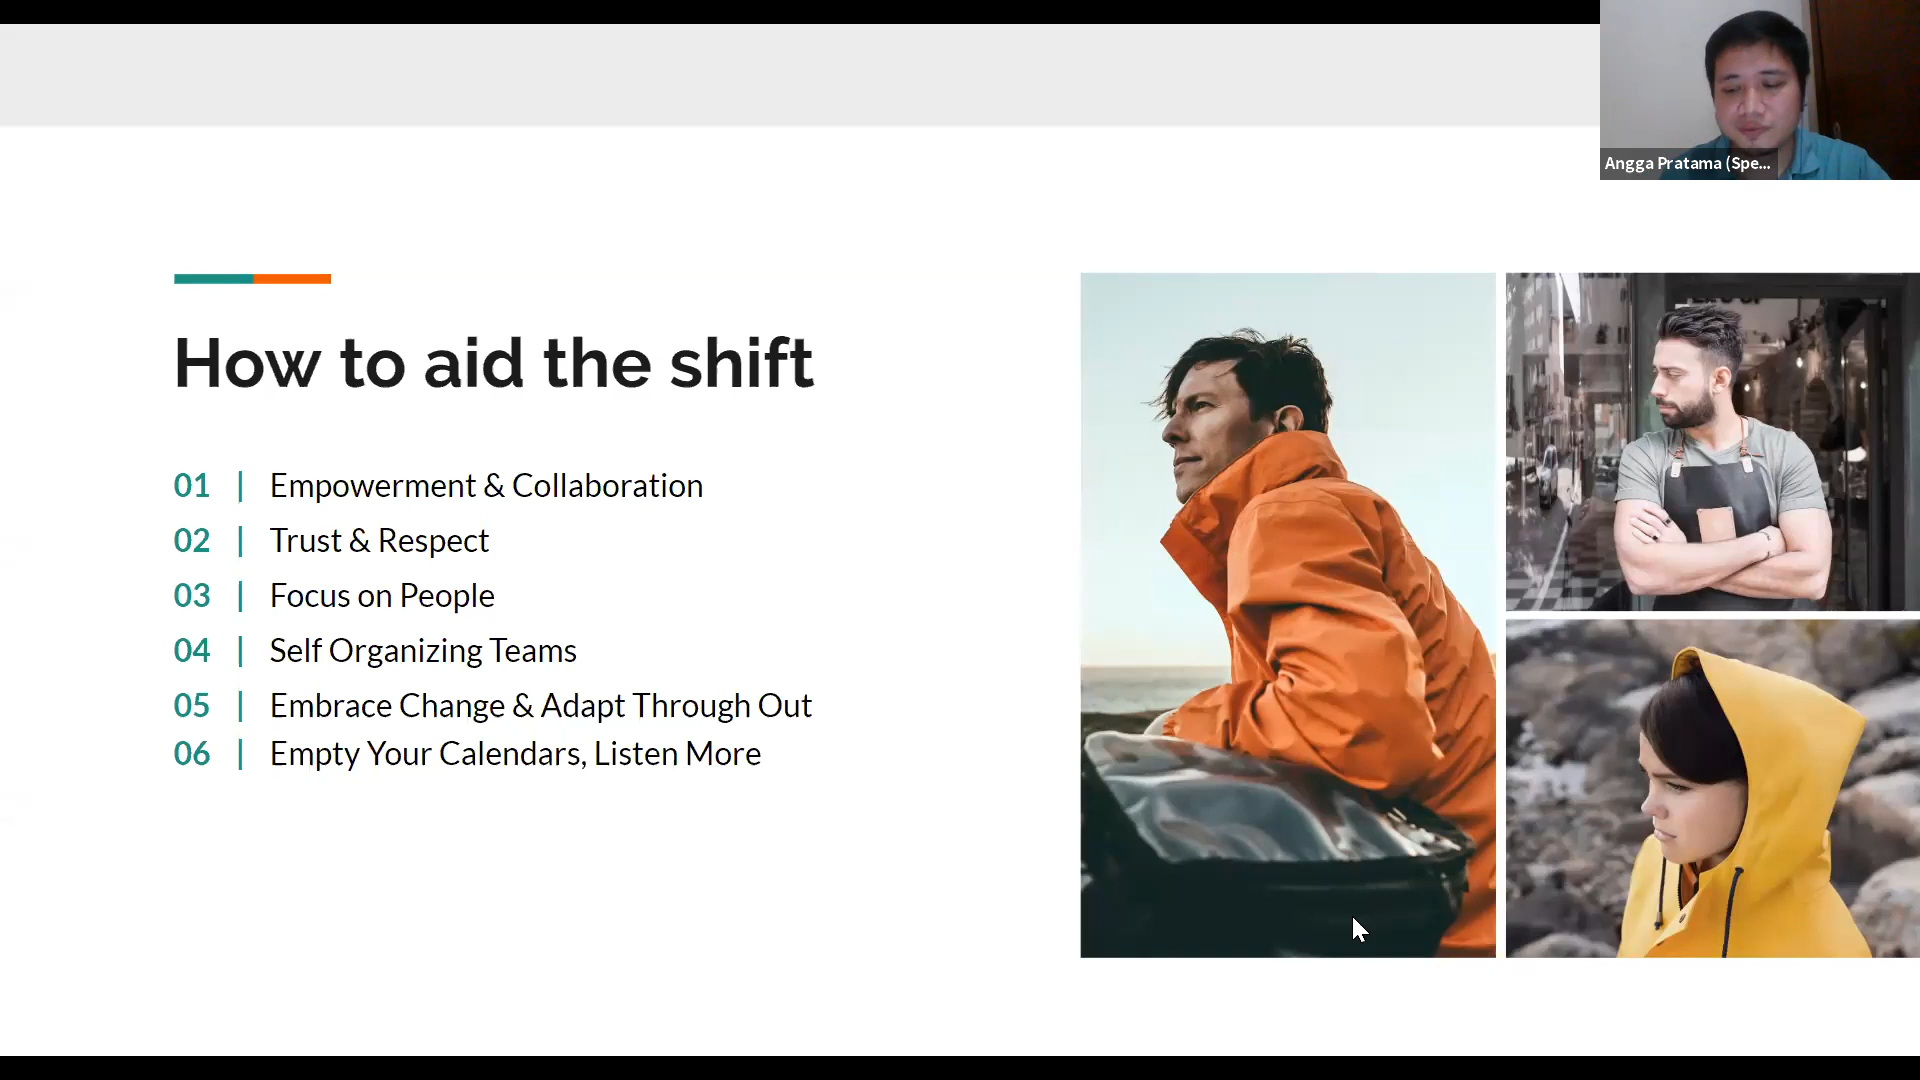 Angga Pratama (Spe...
How to aid the shift
01 | Empowerment & Collaboration
02 | Trust & Respect
03 | Focus on People
04 | Self Organizing Teams
05 | Embrace Change & Adapt Through Out
06 | Empty Your Calendars, Listen More